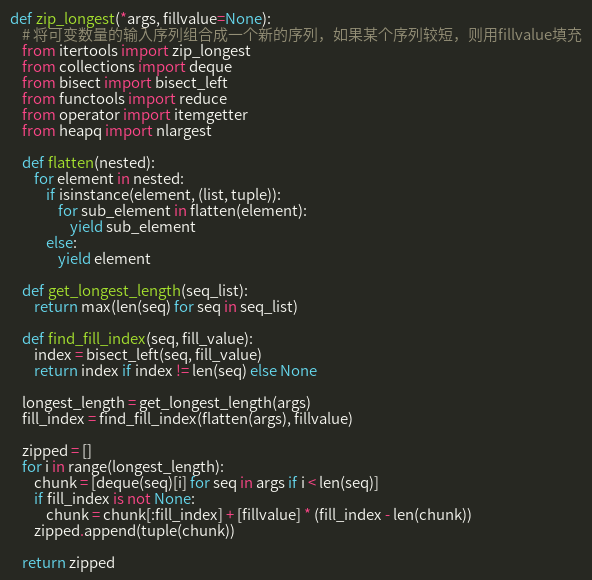 def zip_longest(*args, fillvalue=None):
    # 将可变数量的输入序列组合成一个新的序列，如果某个序列较短，则用fillvalue填充
    from itertools import zip_longest
    from collections import deque
    from bisect import bisect_left
    from functools import reduce
    from operator import itemgetter
    from heapq import nlargest

    def flatten(nested):
        for element in nested:
            if isinstance(element, (list, tuple)):
                for sub_element in flatten(element):
                    yield sub_element
            else:
                yield element

    def get_longest_length(seq_list):
        return max(len(seq) for seq in seq_list)

    def find_fill_index(seq, fill_value):
        index = bisect_left(seq, fill_value)
        return index if index != len(seq) else None

    longest_length = get_longest_length(args)
    fill_index = find_fill_index(flatten(args), fillvalue)

    zipped = []
    for i in range(longest_length):
        chunk = [deque(seq)[i] for seq in args if i < len(seq)]
        if fill_index is not None:
            chunk = chunk[:fill_index] + [fillvalue] * (fill_index - len(chunk))
        zipped.append(tuple(chunk))

    return zipped